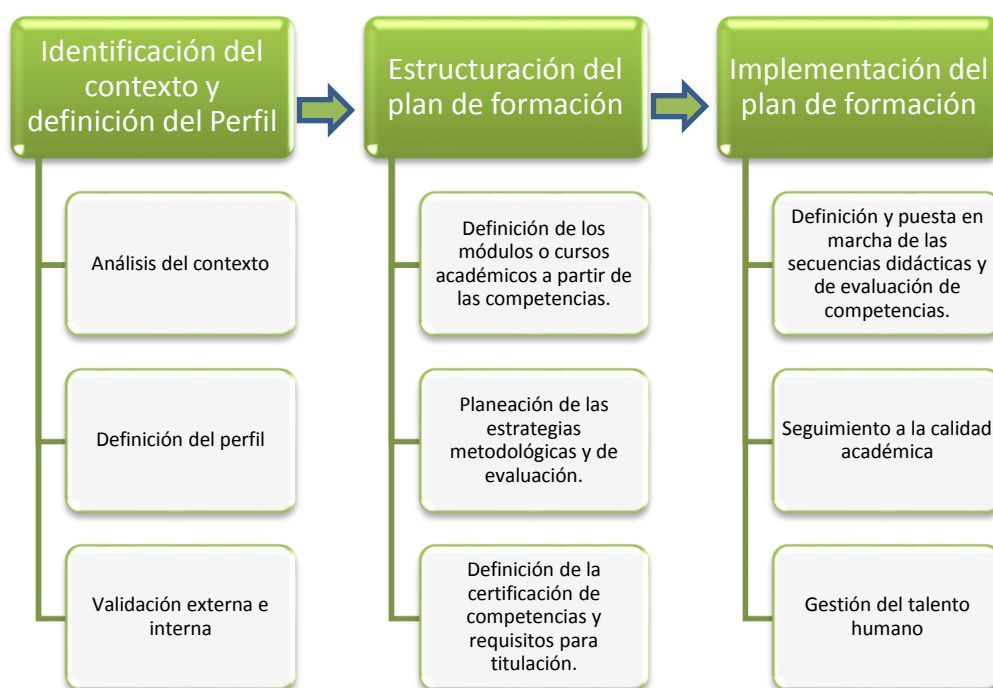 Identificación del
contexto y
definición del Perfil
Análisis del contexto
Definición del perfil
Validación externa e
interna
Estructuración del
plan de formación
Definición de los
módulos o cursos
académicos a partir de
las competencias.
Planeación de las
estrategias
metodológicas y de
evaluación.
Definición de la
certificación de
competencias y
requisitos para
titulación.
Implementación del
plan de formación
Definición y puesta en
marcha de las
secuencias didácticas y
de evaluación de
competencias.
Seguimiento a la calidad
académica
Gestión del talento
humano